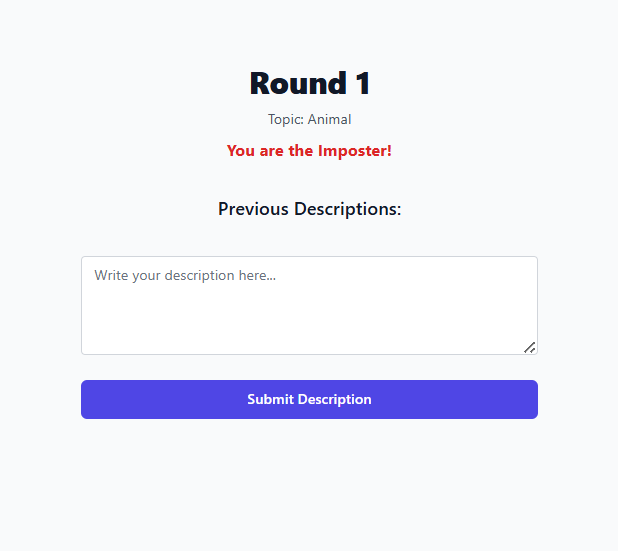 Round 1
Topic: Animal
You are the Imposter!
Previous Descriptions:
Write your description here...
Submit Description